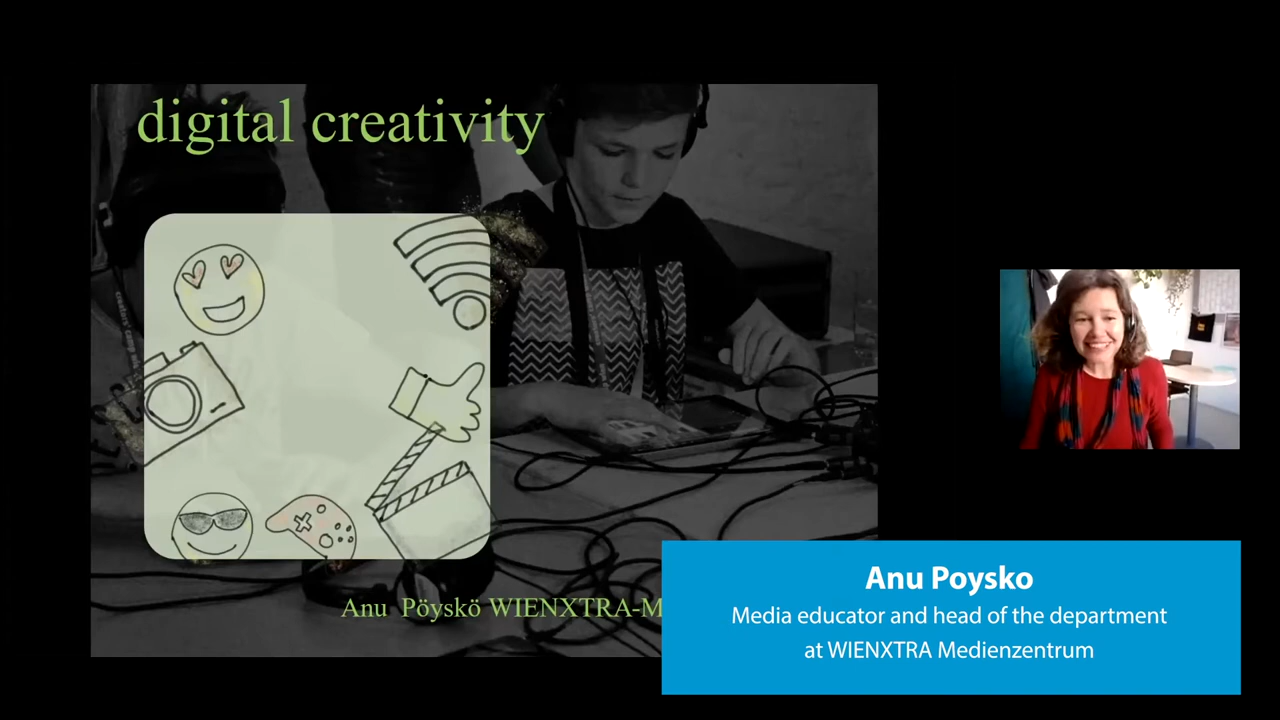 digital creativity
Anu Pöyskö WIENXTRA-M
Anu Poysko
Media educator and head of the department
at WIENXTRA Medienzentrum